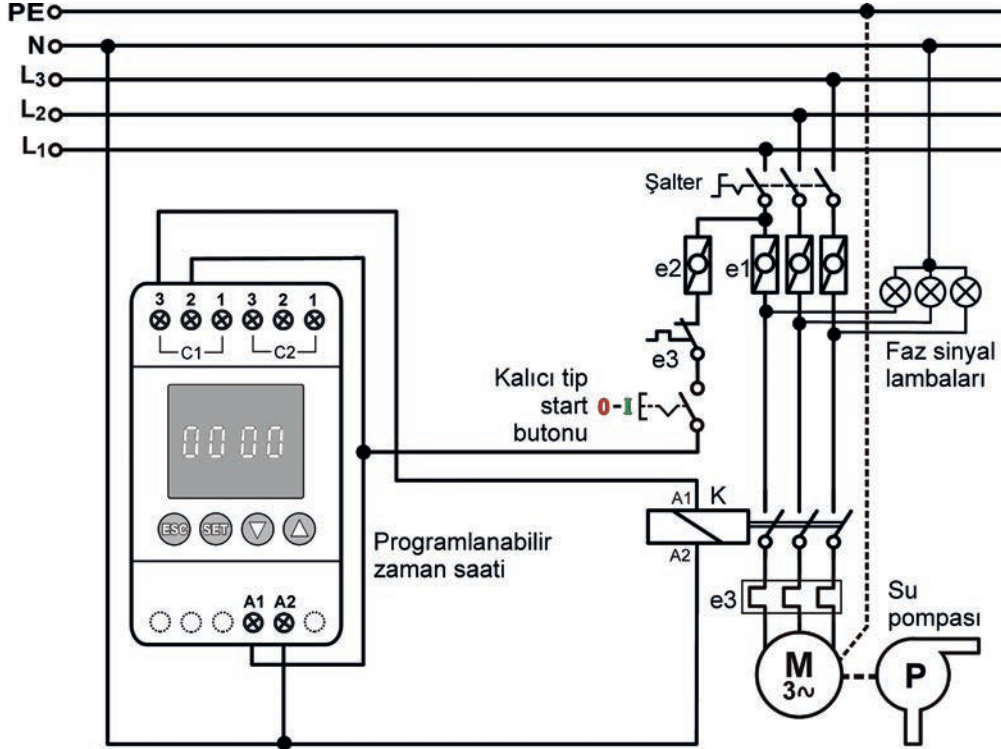 PE
N
L3
L2
L1
Şalter
e2
e1
3 2 1 3 2 1
C1 C2
e3
Faz sinyal
lambaları
Kalıcı tip
start
butonu
0-I
0000
ESC SET
A1
K
A2
Programlanabilir
zaman saati
e3
Su
pompası
A1 A2
M
3~
P